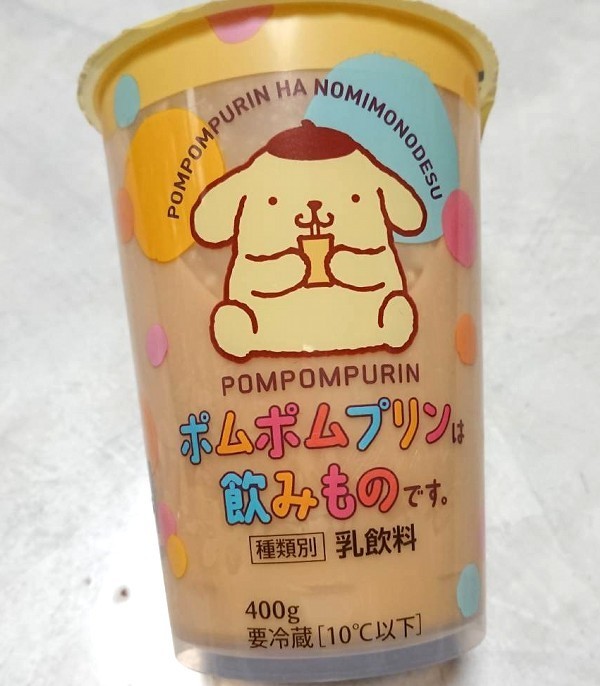 POMPOMPURIN HA NOMIMONODESU
POMPOMPURIN
ポムポムプリンは
飲みものです。
種類別 乳飲料
400g
要冷蔵[10℃以下]